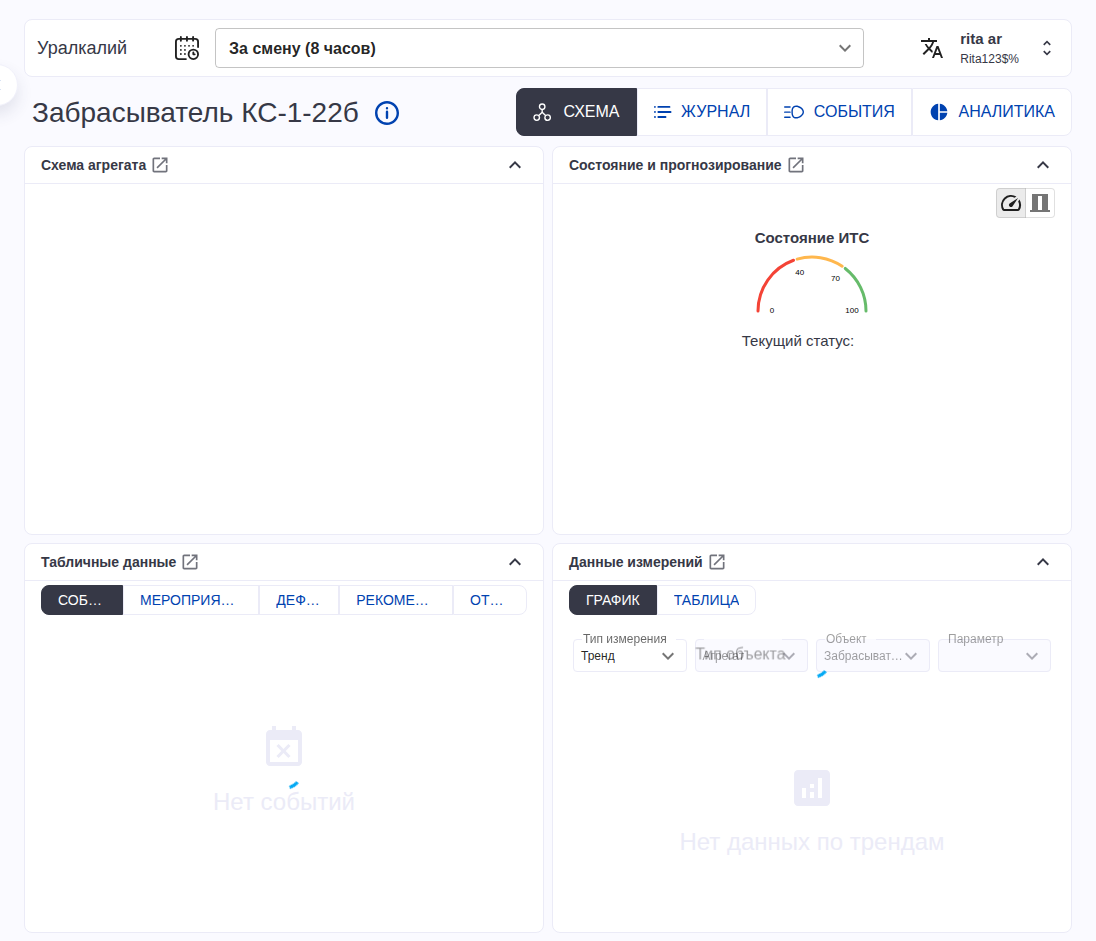 Уралкалий
За смену (8 часов)
rita ar
Rita123$%
Забрасыватель КС-1-22б
СХЕМА
ЖУРНАЛ
СОБЫТИЯ
АНАЛИТИКА
Схема агрегата
Состояние и прогнозирование
Состояние ИТС
40
70
0
100
Текущий статус:
Табличные данные
СОБ…
МЕРОПРИЯ…
ДЕФ…
РЕКОМЕ…
ОТ…
Нет событий
Данные измерений
ГРАФИК
ТАБЛИЦА
Тип измерения
Тренд
Тип объекта
Агрегат
Объект
Забрасыват…
Параметр
Нет данных по трендам